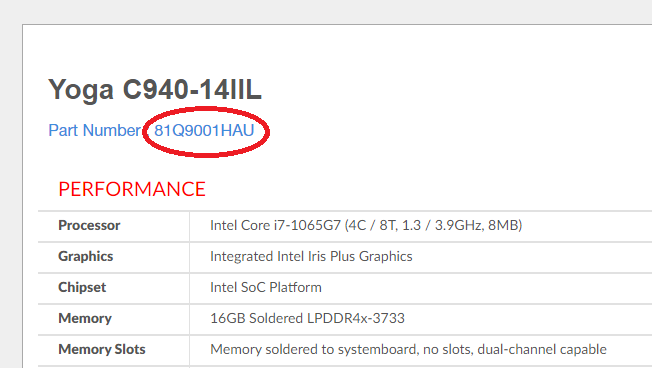 Yoga C940-14IIL
Part Number: 81Q9001HAU
PERFORMANCE
Processor Intel Core i7-1065G7 (4C / 8T, 1.3 / 3.9GHz, 8MB)
Graphics Integrated Intel Iris Plus Graphics
Chipset Intel SoC Platform
Memory 16GB Soldered LPDDR4x-3733
Memory Slots Memory soldered to systemboard, no slots, dual-channel capable